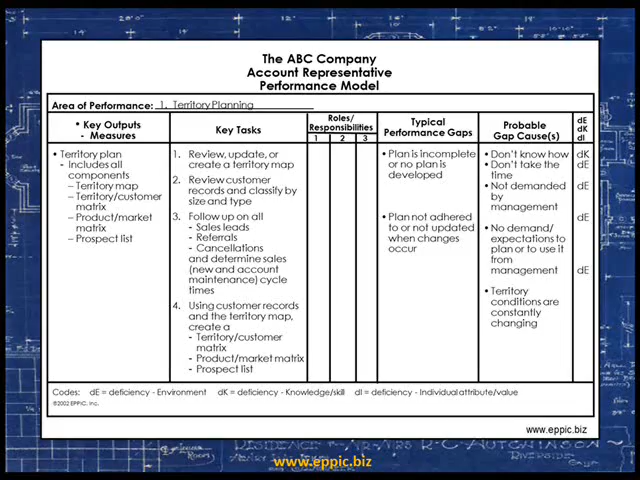 The ABC Company
Account Representative
Performance Model
Area of Performance: 1. Territory Planning
• Key Outputs
- Measures
Key Tasks
Roles/
Responsibilities
1 2 3
Typical
Performance Gaps
Probable
Gap Cause(s)
dE
dK
dI
• Territory plan
- Includes all
components
– Territory map
– Territory/customer
matrix
– Product/market
matrix
– Prospect list
1. Review, update, or
create a territory map
2. Review customer
records and classify by
size and type
3. Follow up on all
- Sales leads
- Referrals
- Cancellations
and determine sales
(new and account
maintenance) cycle
times
4. Using customer records
and the territory map,
create a
- Territory/customer
matrix
- Product/market matrix
- Prospect list
• Plan is incomplete
or no plan is
developed
• Plan not adhered
to or not updated
when changes
occur
• Don't know how
• Don't take the
time
• Not demanded
by
management
• No demand/
expectations to
plan or to use it
from
management
• Territory
conditions are
constantly
changing
dK
dE
dE
dE
dE
Codes: dE = deficiency - Environment dK = deficiency - Knowledge/skill dI = deficiency - Individual attribute/value
©2002 EPPIC, Inc.
www.eppic.biz
RESIDENCE
www.eppic.biz
RIVERSIDE